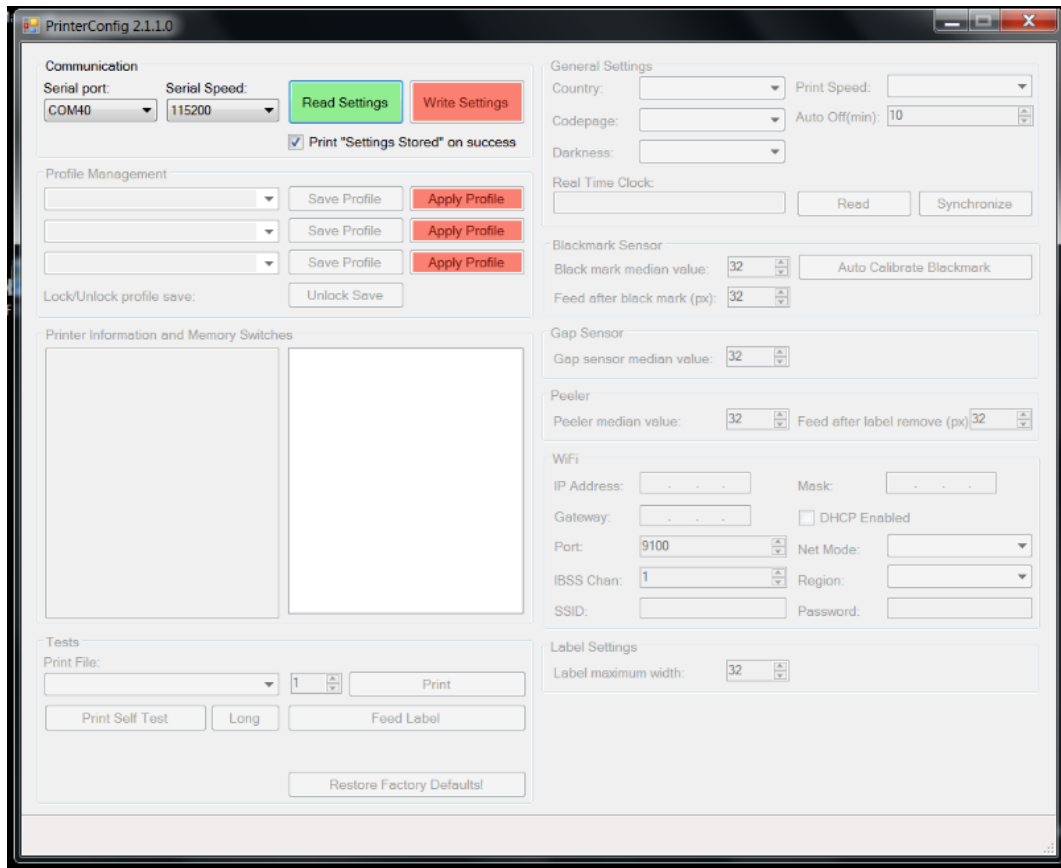 PrinterConfig 2.1.1.0
Communication
Serial port: Serial Speed:
COM40 115200 Read Settings Write Settings
Print "Settings Stored" on success
Profile Management
Save Profile Apply Profile
Save Profile Apply Profile
Save Profile Apply Profile
Lock/Unlock profile save: Unlock Save
Printer Information and Memory Switches
Tests
Print File:
1 Print
Print Self Test Long Feed Label
Restore Factory Defaults!
General Settings
Country: Print Speed:
Codepage: Auto Off(min): 10
Darkness:
Real Time Clock:
Read Synchronize
Blackmark Sensor
Black mark median value: 32 Auto Calibrate Blackmark
Feed after black mark (px): 32
Gap Sensor
Gap sensor median value: 32
Peeler
Peeler median value: 32 Feed after label remove (px) 32
WiFi
IP Address: . . . Mask: . . .
Gateway: . . . DHCP Enabled
Port: 9100 Net Mode:
IBSS Chan: 1 Region:
SSID: Password:
Label Settings
Label maximum width: 32